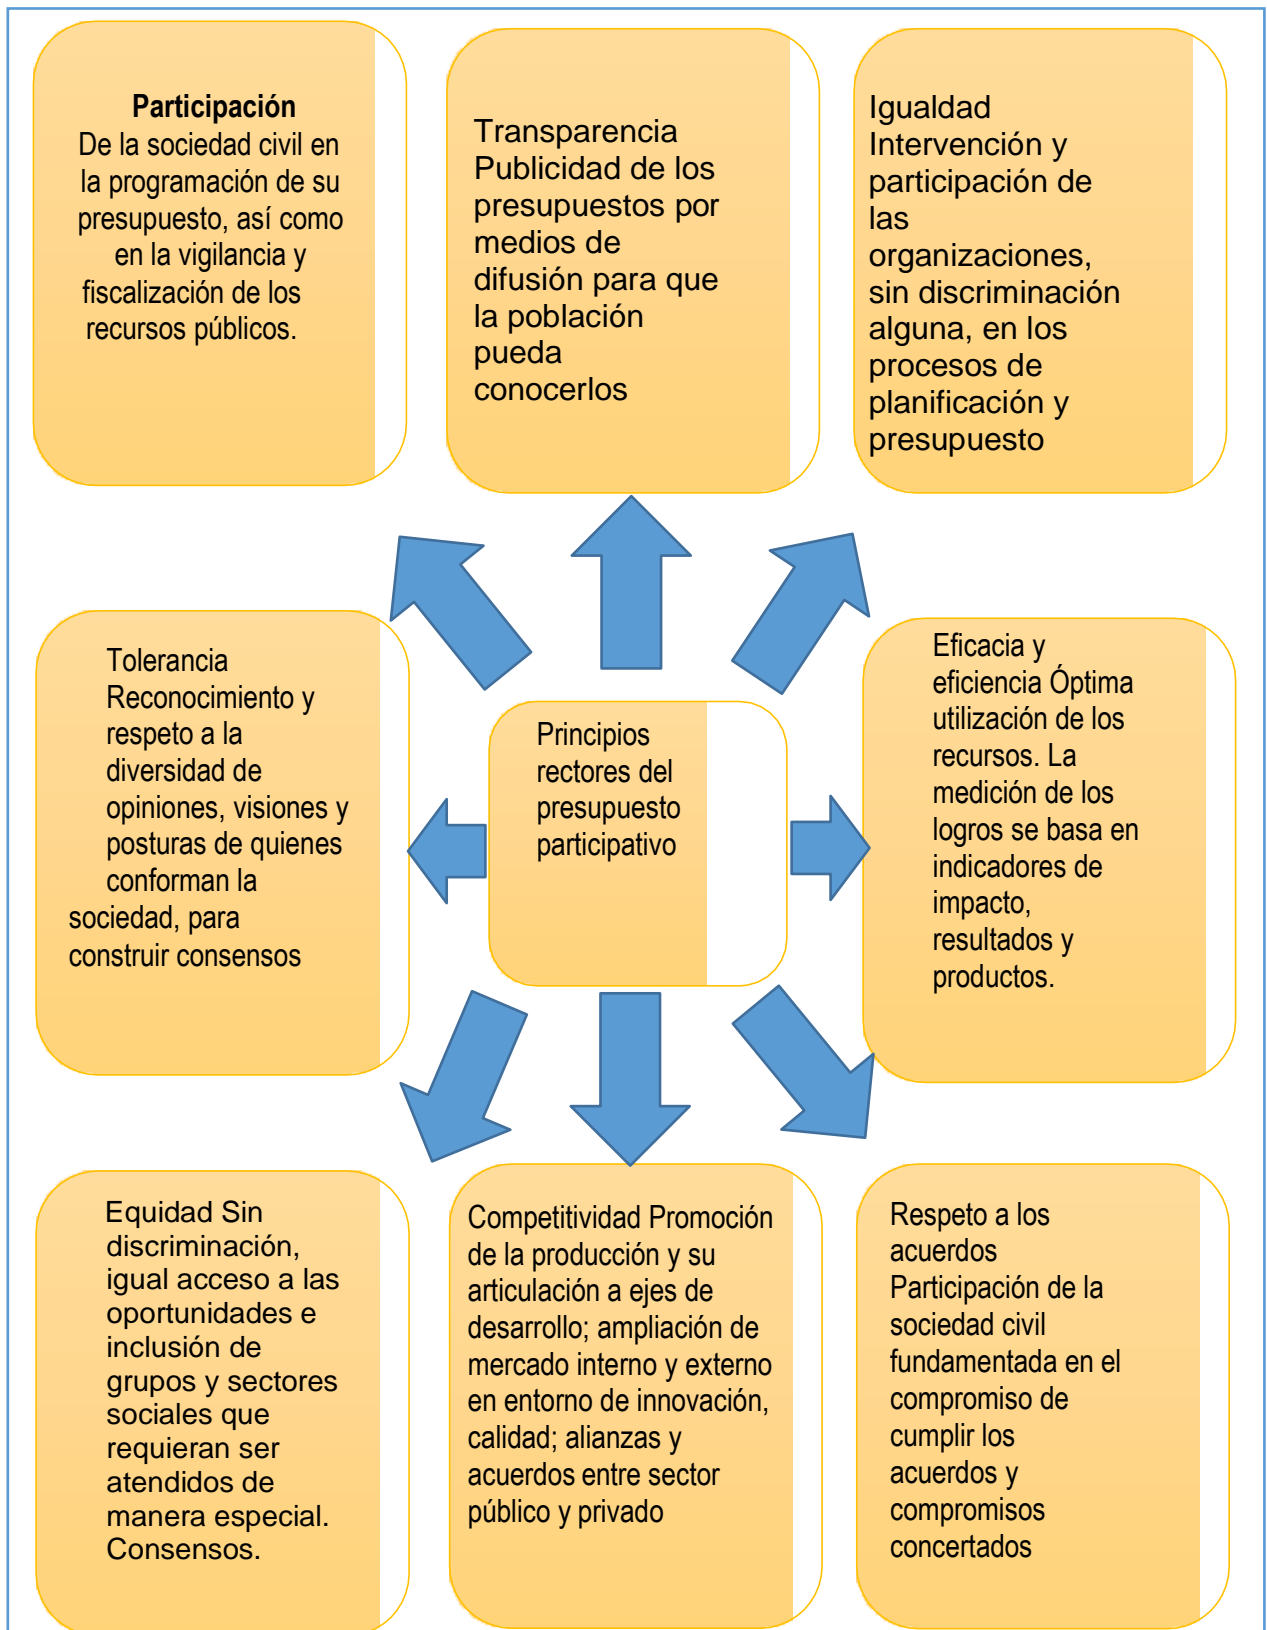 Participación
De la sociedad civil en
la programación de su
presupuesto, así como
en la vigilancia y
fiscalización de los
recursos públicos.
Transparencia
Publicidad de los
presupuestos por
medios de
difusión para que
la población
pueda
conocerlos
Igualdad
Intervención y
participación de
las
organizaciones,
sin discriminación
alguna, en los
procesos de
planificación y
presupuesto
Tolerancia
Reconocimiento y
respeto a la
diversidad de
opiniones, visiones y
posturas de quienes
conforman la
sociedad, para
construir consensos
Principios
rectores del
presupuesto
participativo
Eficacia y
eficiencia Óptima
utilización de los
recursos. La
medición de los
logros se basa en
indicadores de
impacto,
resultados y
productos.
Equidad Sin
discriminación,
igual acceso a las
oportunidades e
inclusión de
grupos y sectores
sociales que
requieran ser
atendidos de
manera especial.
Consensos.
Competitividad Promoción
de la producción y su
articulación a ejes de
desarrollo; ampliación de
mercado interno y externo
en entorno de innovación,
calidad; alianzas y
acuerdos entre sector
público y privado
Respeto a los
acuerdos
Participación de la
sociedad civil
fundamentada en el
compromiso de
cumplir los
acuerdos y
compromisos
concertados